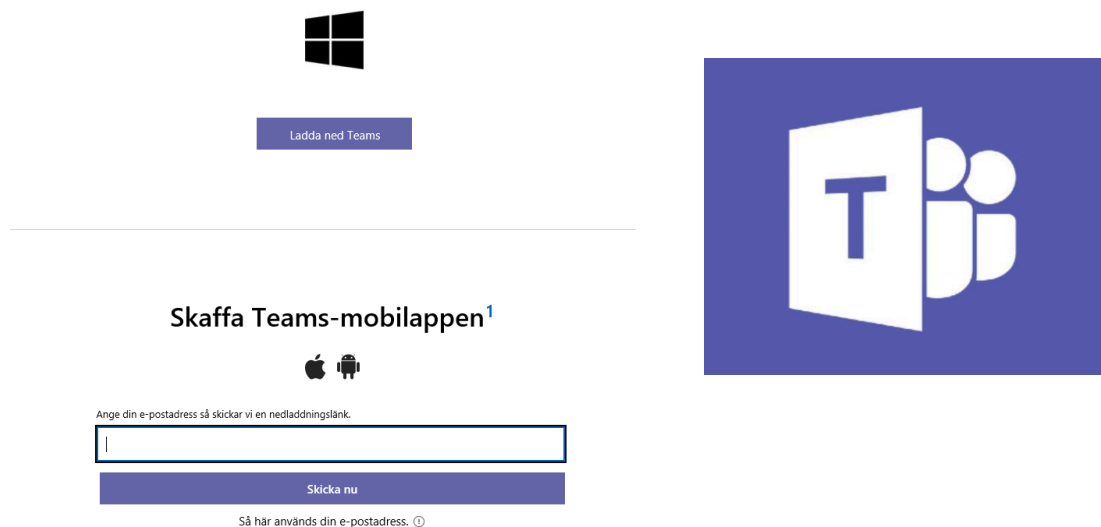 Ladda ned Teams
Skaffa Teams-mobilappen¹
Ange din e-postadress så skickar vi en nedladdningslänk.
Skicka nu
Så här används din e-postadress.
T